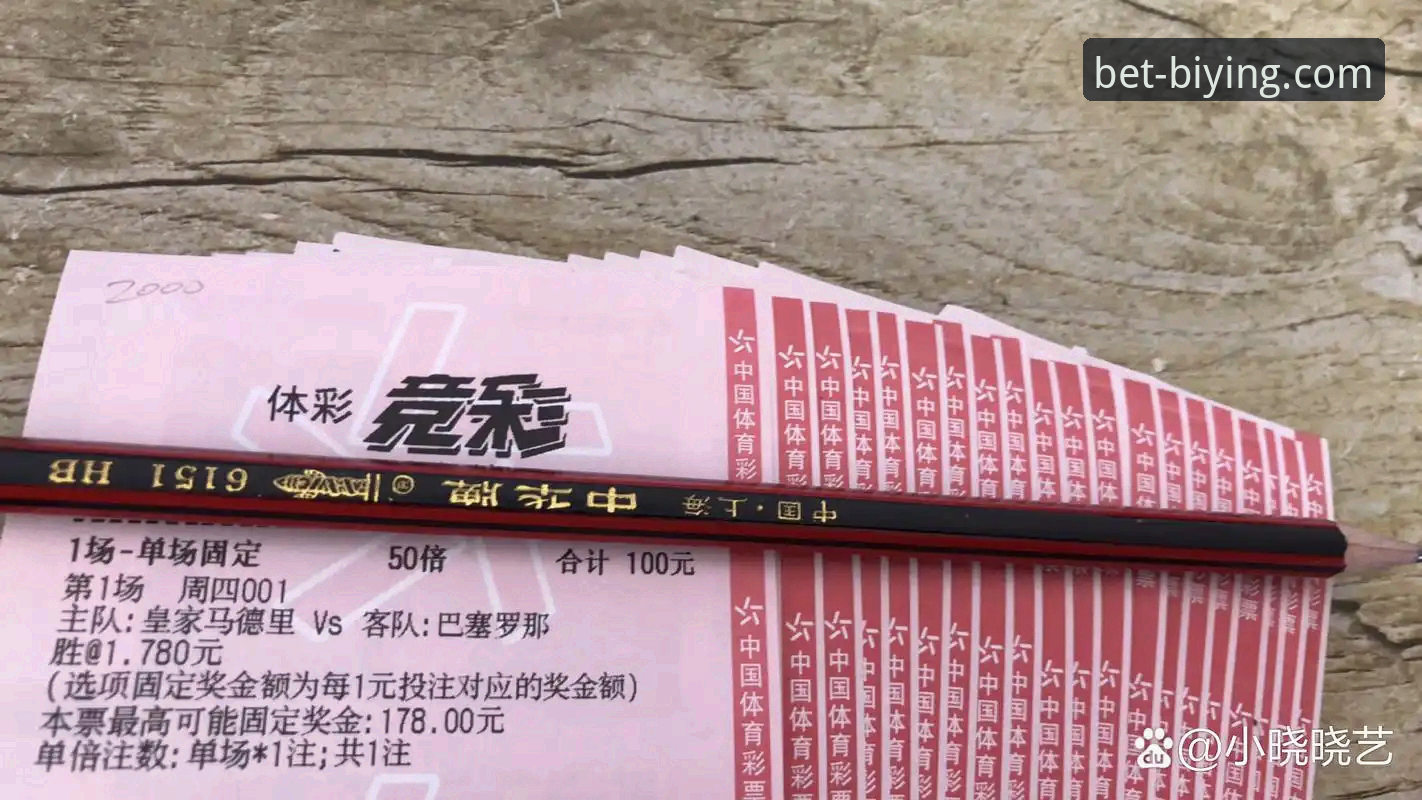 bet-biying.com
2000
体彩 竞彩
中国体育彩票
6151 HB
中华牌
中国·上海
1场-单场固定 50倍 合计 100元
第1场 周四001
主队:皇家马德里 Vs 客队:巴塞罗那
胜@1.780元
(选项固定奖金额为每1元投注对应的奖金额)
本票最高可能固定奖金:178.00元
单倍注数:单场*1注;共1注
中国体育彩票
@小晓晓艺